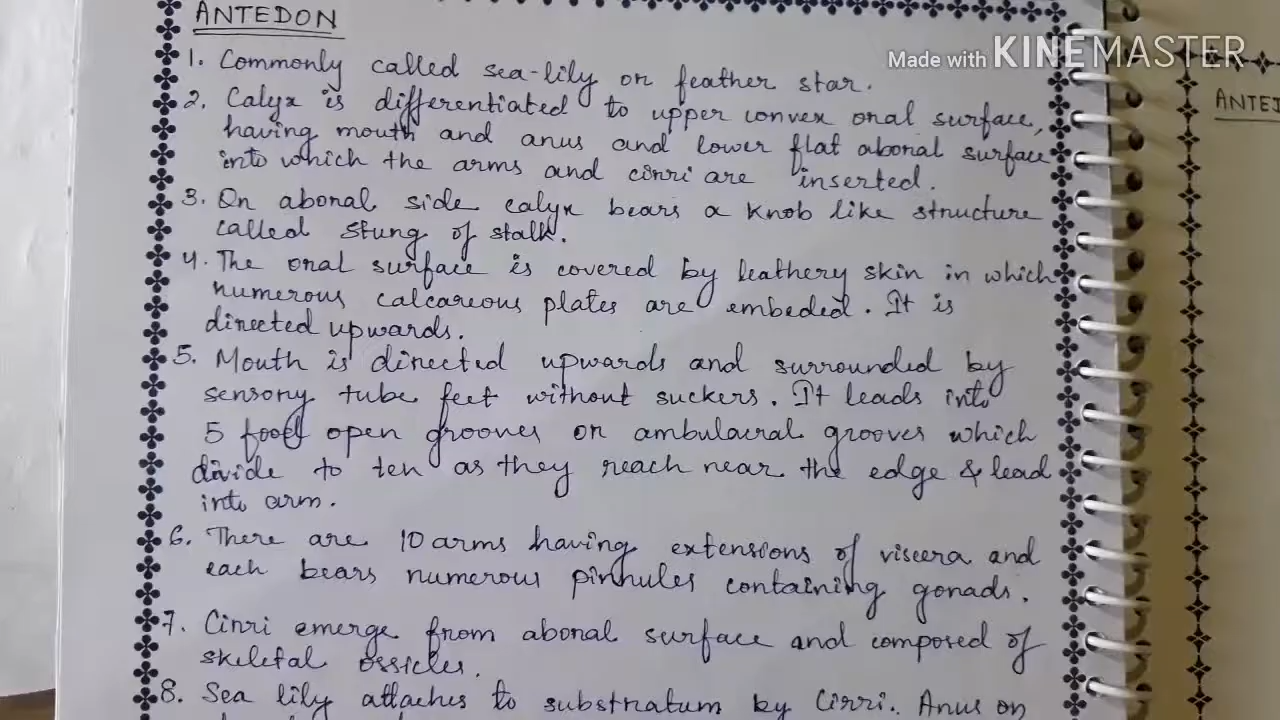 ANTEDON
Made with KINEMASTER
1. Commonly called sea-lily or feather star.
2. Calyx is differentiated to upper convex oral surface,
having mouth and anus and lower flat aboral surface
into which the arms and cirri are inserted.
3. On aboral side calyx bears a knob like structure
called stung of stalk.
4. The oral surface is covered by leathery skin in which
numerous calcareous plates are embeded. It is
directed upwards.
5. Mouth is directed upwards and surrounded by
sensory tube feet without suckers. It leads into
5 food open grooves or ambulacral grooves which
divide to ten as they reach near the edge & lead
into arm.
6. There are 10 arms having extensions of viscera and
each bears numerous pinnules containing gonads.
7. Cirri emerge from aboral surface and composed of
skeletal ossicles.
8. Sea lily attaches to substratum by Cirri. Anus on